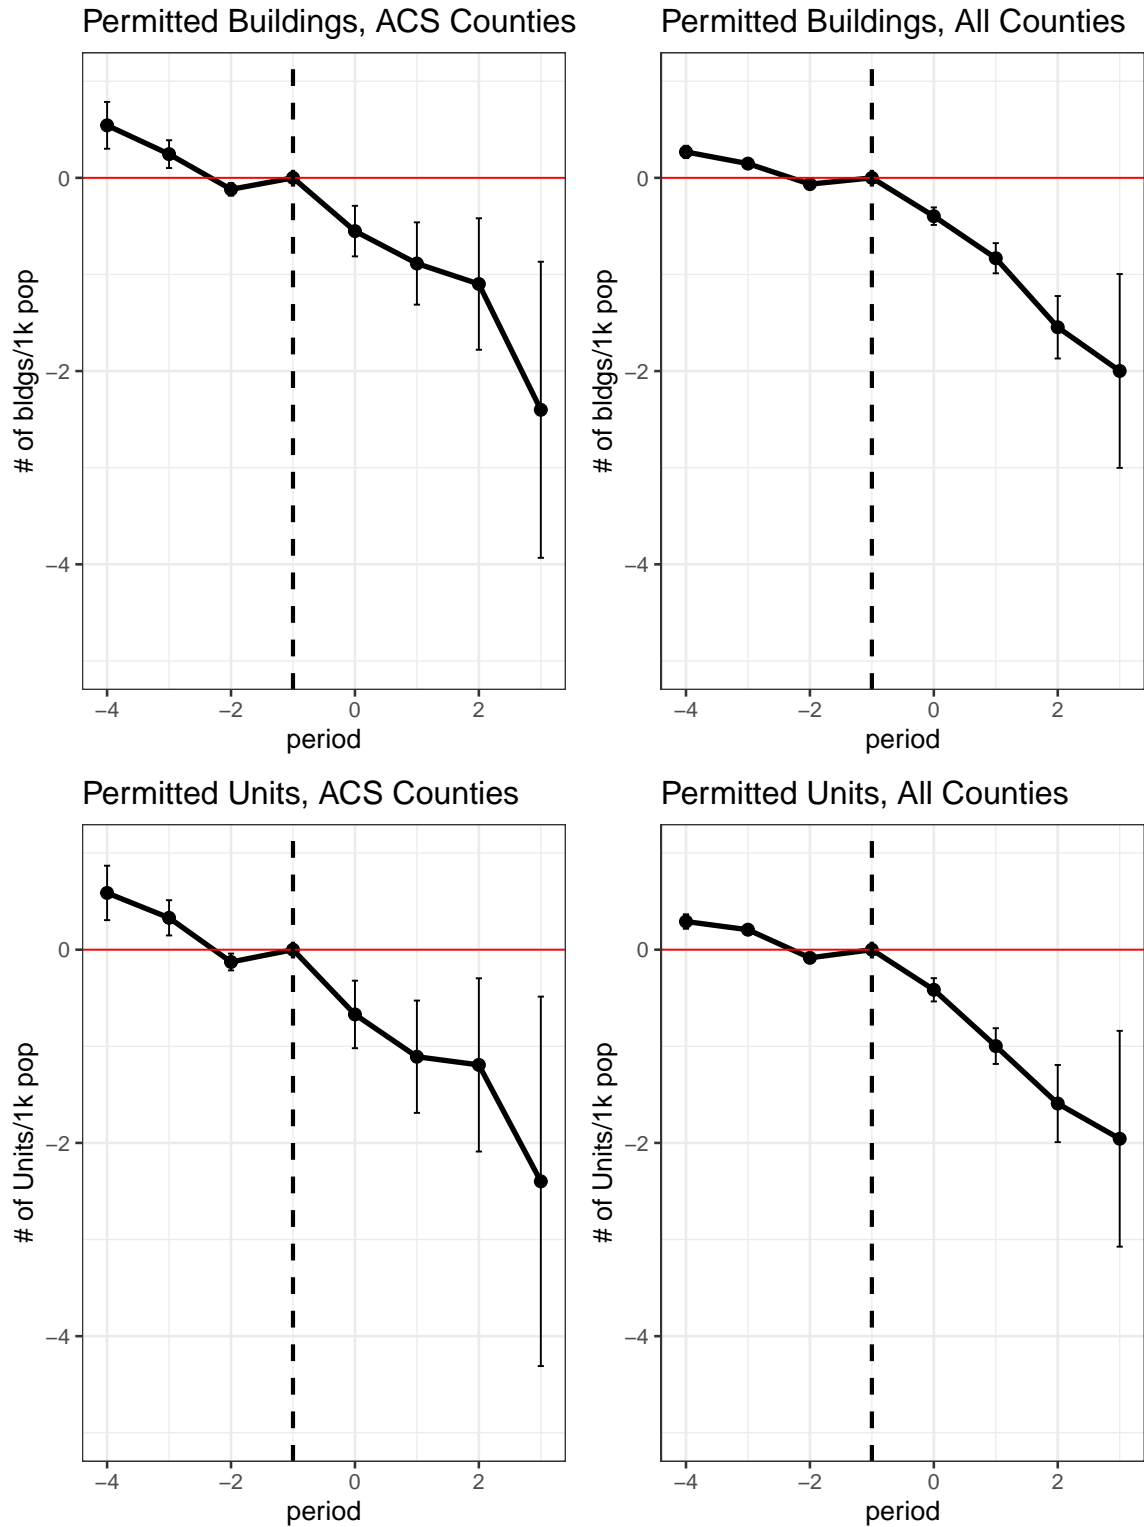 Permitted Buildings, ACS Counties
# of bldgs/1k pop
0
−2
−4
−4 −2 0 2
period
Permitted Buildings, All Counties
# of bldgs/1k pop
0
−2
−4
−4 −2 0 2
period
Permitted Units, ACS Counties
# of Units/1k pop
0
−2
−4
−4 −2 0 2
period
Permitted Units, All Counties
# of Units/1k pop
0
−2
−4
−4 −2 0 2
period